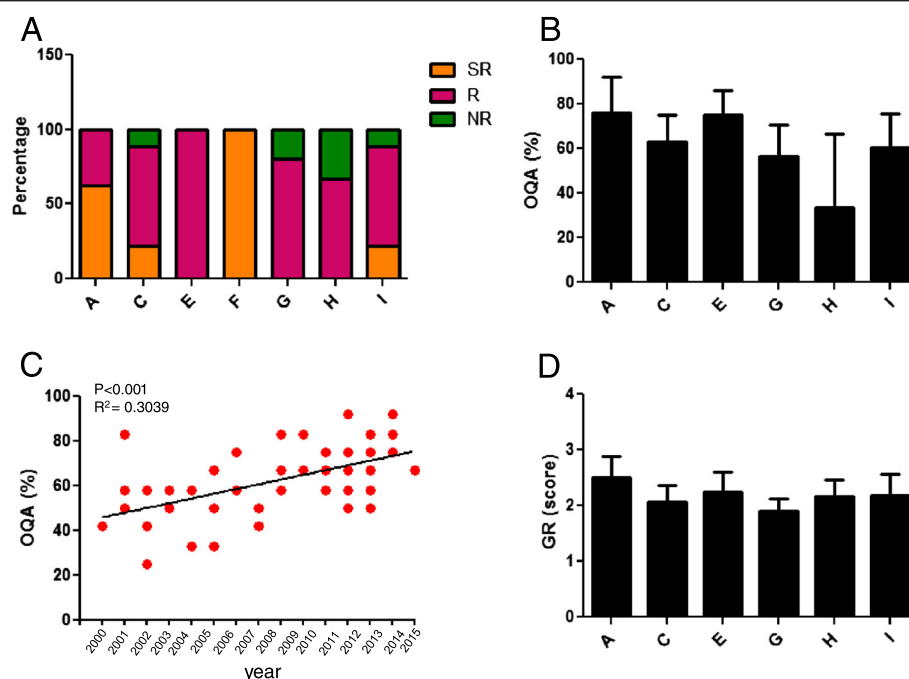 A
150
100
50
0
Percentage
A C E F G H I
SR
R
NR
B
100
80
60
40
20
0
OQA (%)
A C E G H I
C
P<0.001
R²= 0.3039
100
80
60
40
20
0
OQA (%)
2000 2001 2002 2003 2004 2005 2006 2007 2008 2009 2010 2011 2012 2013 2014 2015
year
D
4
3
2
1
0
GR (score)
A C E G H I